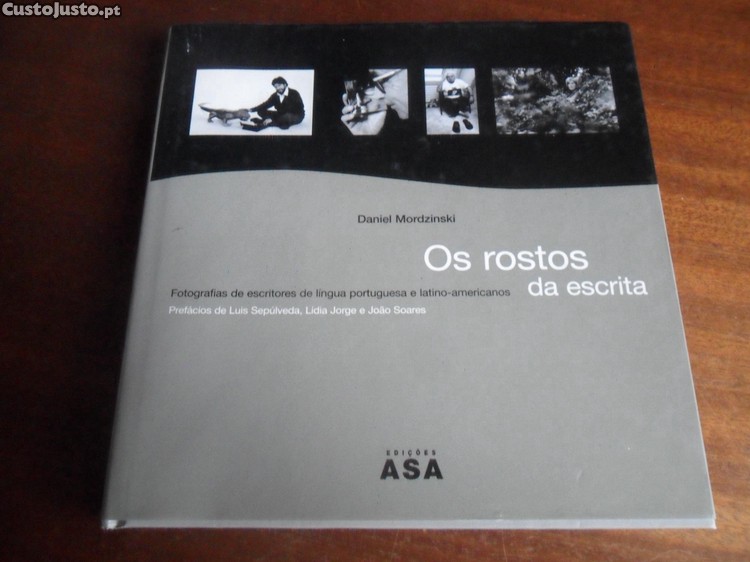 CustoJusto.pt
Daniel Mordzinski
Os rostos
da escrita
Fotografias de escritores de língua portuguesa e latino-americanos
Prefácios de Luis Sepúlveda, Lídia Jorge e João Soares
EDIÇÕES
ASA